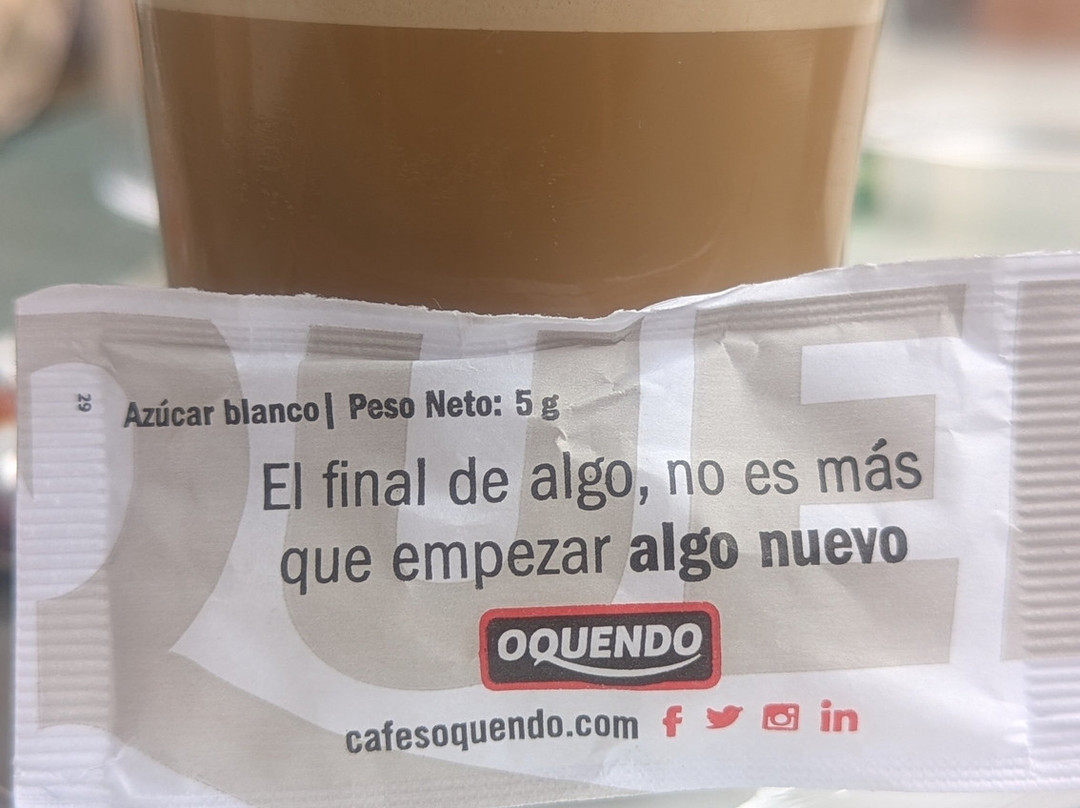 29
Azúcar blanco| Peso Neto: 5 g
El final de algo, no es más
que empezar algo nuevo
OQUENDO
cafesoquendo.com f in